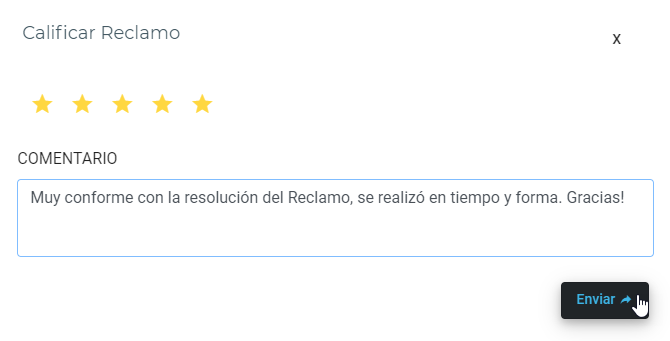 Calificar Reclamo
x
COMENTARIO
Muy conforme con la resolución del Reclamo, se realizó en tiempo y forma. Gracias!
Enviar